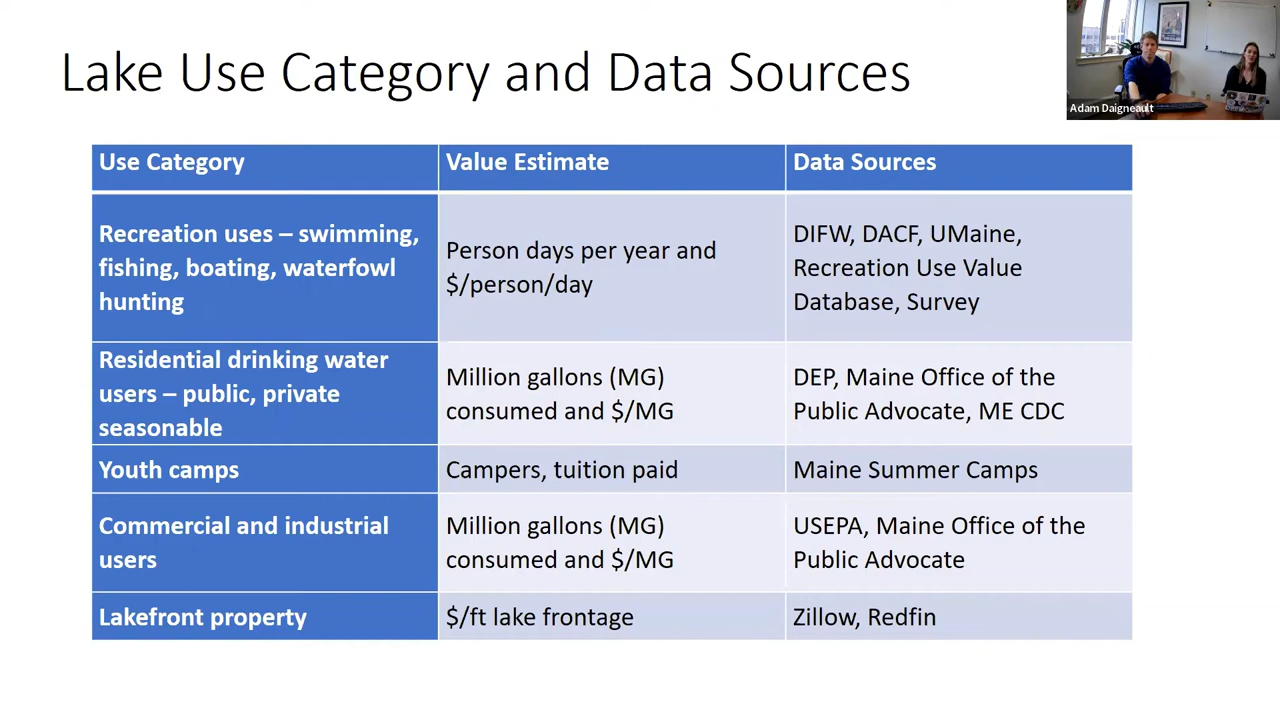 Lake Use Category and Data Sources
Adam Daigneault
Use Category
Value Estimate
Data Sources
Recreation uses – swimming,
fishing, boating, waterfowl
hunting
Person days per year and
$/person/day
DIFW, DACF, UMaine,
Recreation Use Value
Database, Survey
Residential drinking water
users – public, private
seasonable
Million gallons (MG)
consumed and $/MG
DEP, Maine Office of the
Public Advocate, ME CDC
Youth camps
Campers, tuition paid
Maine Summer Camps
Commercial and industrial
users
Million gallons (MG)
consumed and $/MG
USEPA, Maine Office of the
Public Advocate
Lakefront property
$/ft lake frontage
Zillow, Redfin